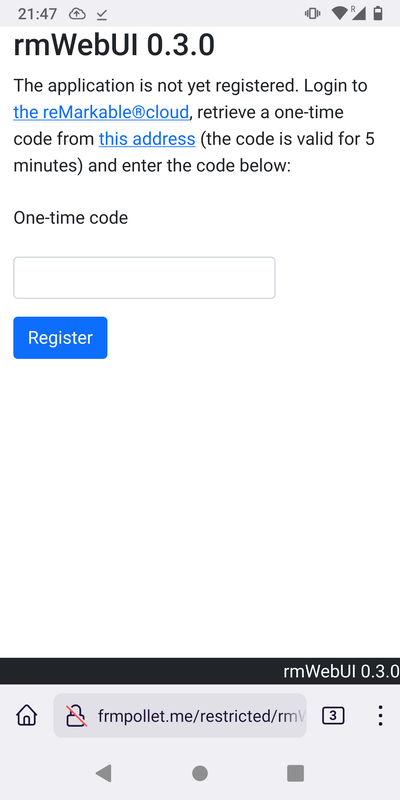 21:47
R
rmWebUI 0.3.0
The application is not yet registered. Login to
the reMarkable®cloud, retrieve a one-time
code from this address (the code is valid for 5
minutes) and enter the code below:
One-time code
Register
rmWebUI 0.3.0
frmpollet.me/restricted/rmW
3